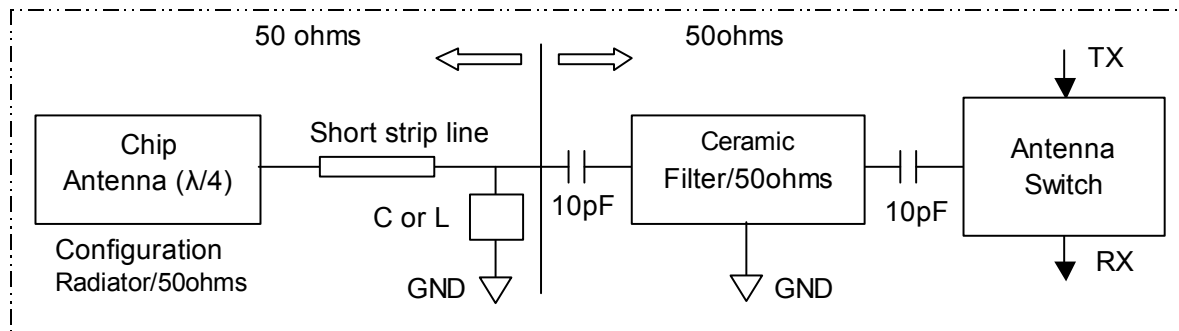 50 ohms
50ohms
TX
Short strip line
Chip
Antenna (λ/4)
Ceramic
Filter/50ohms
Antenna
Switch
C or L
10pF
10pF
Configuration
Radiator/50ohms
GND
GND
RX